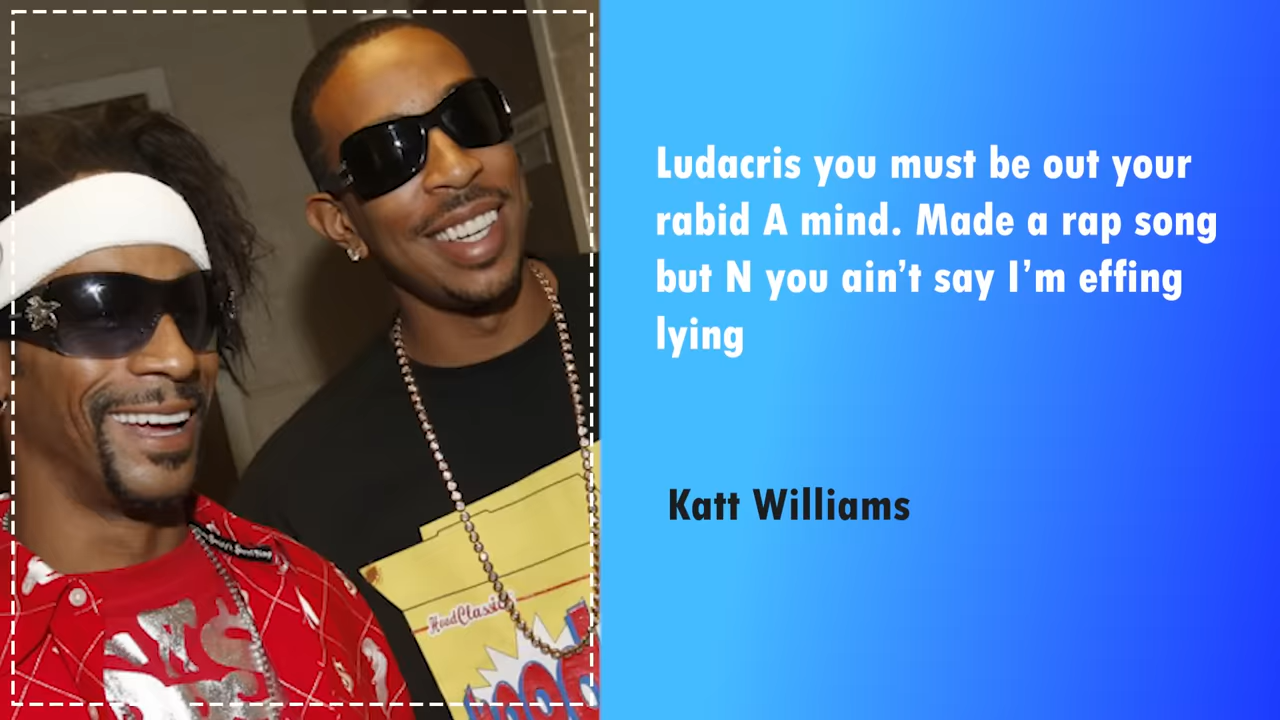 Ludacris you must be out your
rabid A mind. Made a rap song
but N you ain’t say I’m effing
lying
Katt Williams
HoodClassics